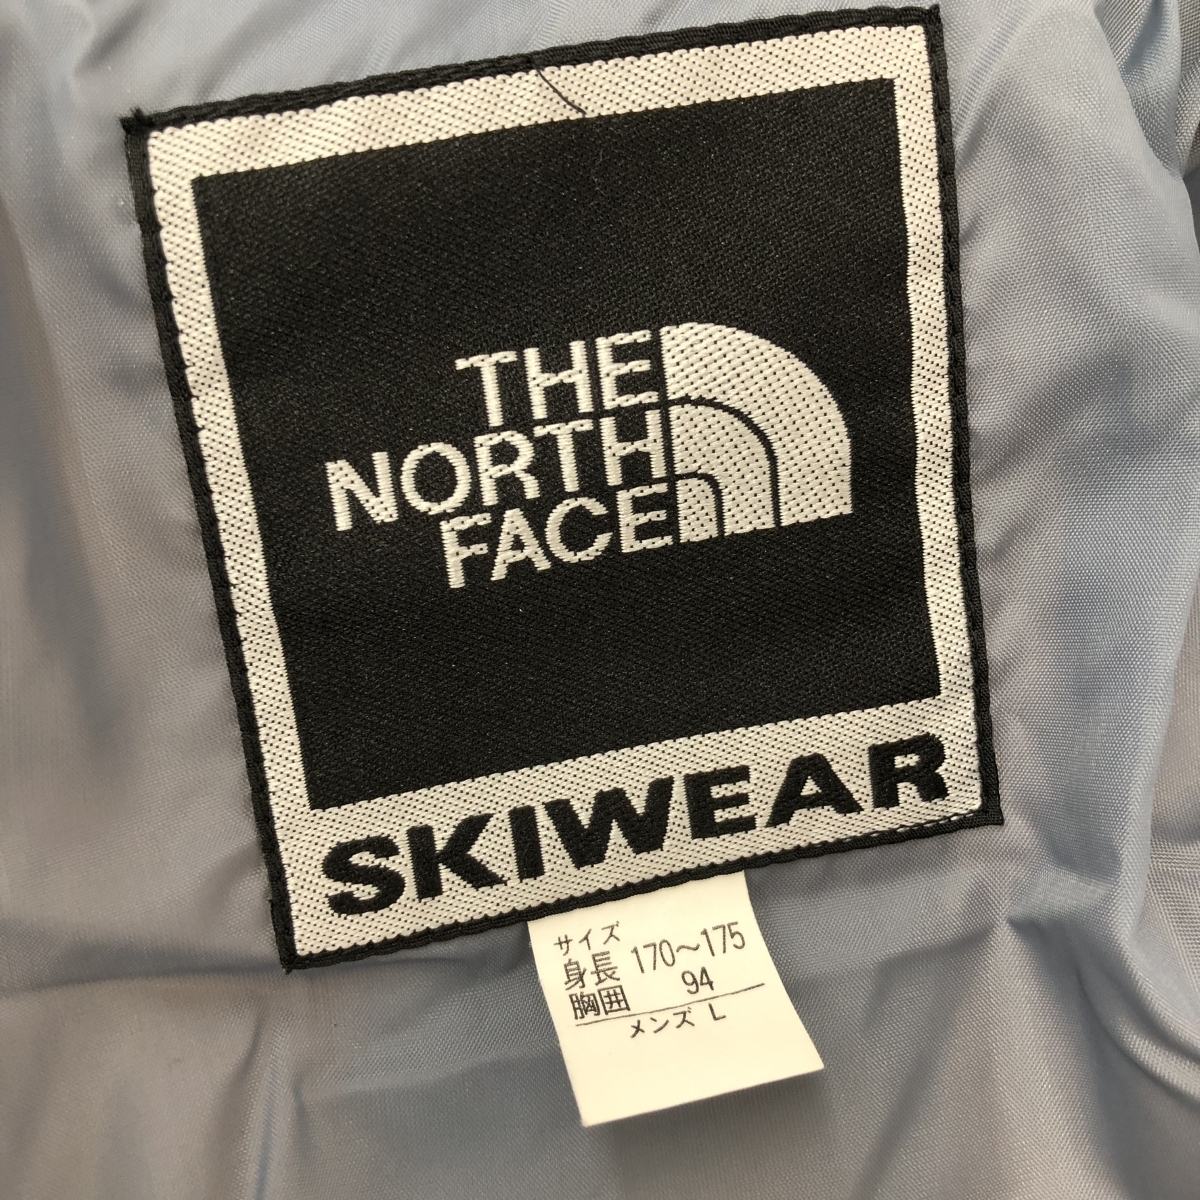 THE
NORTH
FACE
SKIWEAR
サイズ
身長 170〜175
胸囲 94
メンズ L